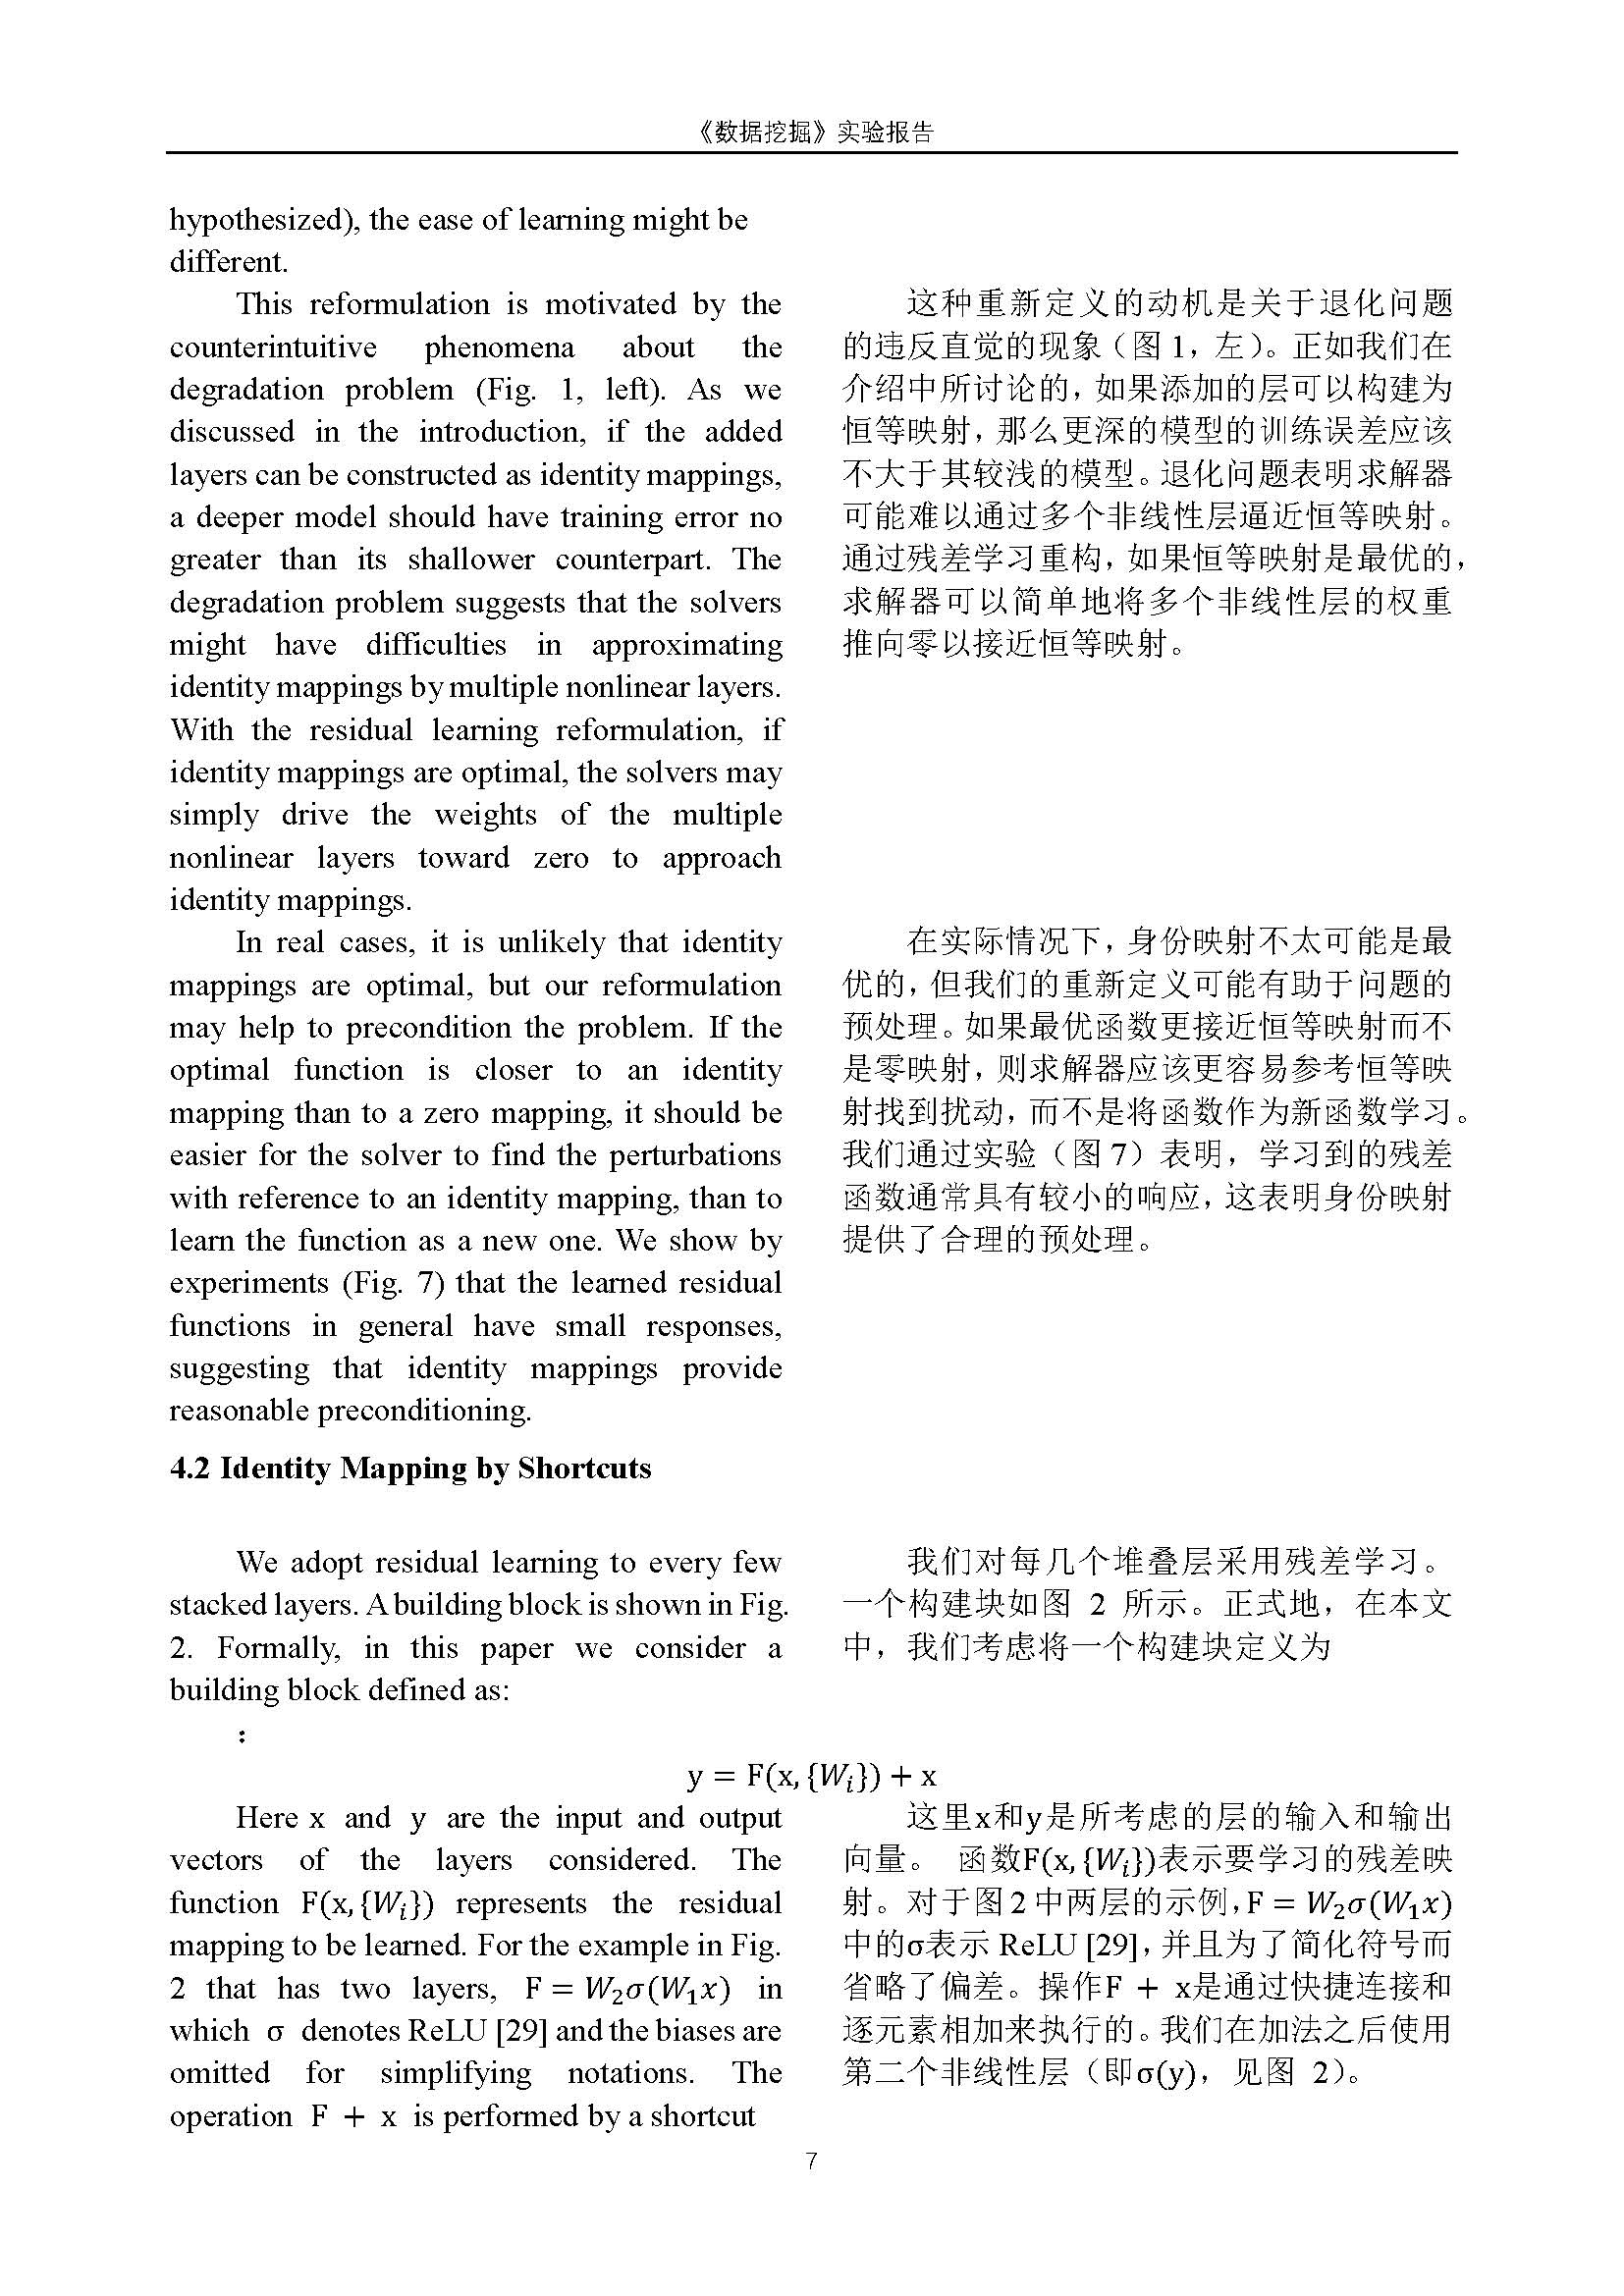 《数据挖掘》实验报告
hypothesized), the ease of learning might be
different.
This reformulation is motivated by the
counterintuitive phenomena about the
degradation problem (Fig. 1, left). As we
discussed in the introduction, if the added
layers can be constructed as identity mappings,
a deeper model should have training error no
greater than its shallower counterpart. The
degradation problem suggests that the solvers
might have difficulties in approximating
identity mappings by multiple nonlinear layers.
With the residual learning reformulation, if
identity mappings are optimal, the solvers may
simply drive the weights of the multiple
nonlinear layers toward zero to approach
identity mappings.
这种重新定义的动机是关于退化问题
的违反直觉的现象（图 1，左）。正如我们在
介绍中所讨论的，如果添加的层可以构建为
恒等映射，那么更深的模型的训练误差应该
不大于其较浅的模型。退化问题表明求解器
可能难以通过多个非线性层逼近恒等映射。
通过残差学习重构，如果恒等映射是最优的，
求解器可以简单地将多个非线性层的权重
推向零以接近恒等映射。
In real cases, it is unlikely that identity
mappings are optimal, but our reformulation
may help to precondition the problem. If the
optimal function is closer to an identity
mapping than to a zero mapping, it should be
easier for the solver to find the perturbations
with reference to an identity mapping, than to
learn the function as a new one. We show by
experiments (Fig. 7) that the learned residual
functions in general have small responses,
suggesting that identity mappings provide
reasonable preconditioning.
在实际情况下，身份映射不太可能是最
优的，但我们的重新定义可能有助于问题的
预处理。如果最优函数更接近恒等映射而不
是零映射，则求解器应该更容易参考恒等映
射找到扰动，而不是将函数作为新函数学习。
我们通过实验（图 7）表明，学习到的残差
函数通常具有较小的响应，这表明身份映射
提供了合理的预处理。
4.2 Identity Mapping by Shortcuts
We adopt residual learning to every few
stacked layers. A building block is shown in Fig.
2. Formally, in this paper we consider a
building block defined as:
我们对每几个堆叠层采用残差学习。
一个构建块如图 2 所示。正式地，在本文
中，我们考虑将一个构建块定义为
：
y = F(x, {Wᵢ}) + x
Here x and y are the input and output
vectors of the layers considered. The
function F(x, {Wᵢ}) represents the residual
mapping to be learned. For the example in Fig.
2 that has two layers, F = W₂σ(W₁x) in
which σ denotes ReLU [29] and the biases are
omitted for simplifying notations. The
operation F + x is performed by a shortcut
这里x和y是所考虑的层的输入和输出
向量。 函数F(x, {Wᵢ})表示要学习的残差映
射。对于图 2 中两层的示例，F = W₂σ(W₁x)
中的σ表示 ReLU [29]，并且为了简化符号而
省略了偏差。操作F + x是通过快捷连接和
逐元素相加来执行的。我们在加法之后使用
第二个非线性层（即σ(y)，见图 2）。
7